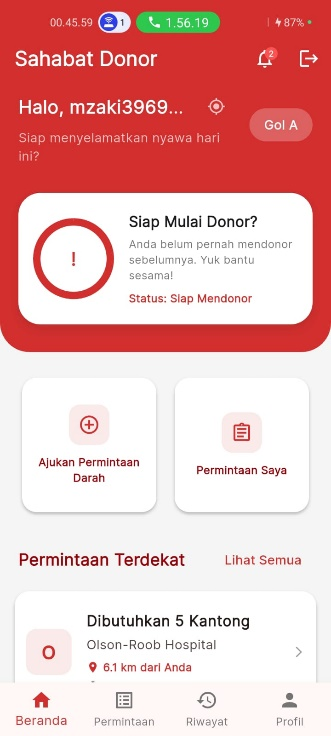 00.45.59 1 1.56.19 87%
Sahabat Donor
2
Halo, mzaki3969...
Siap menyelamatkan nyawa hari
ini?
Gol A
!
Siap Mulai Donor?
Anda belum pernah mendonor
sebelumnya. Yuk bantu
sesama!
Status: Siap Mendonor
Ajukan Permintaan
Darah
Permintaan Saya
Permintaan Terdekat
Lihat Semua
O
Dibutuhkan 5 Kantong
Olson-Roob Hospital
6.1 km dari Anda
Beranda
Permintaan
Riwayat
Profil